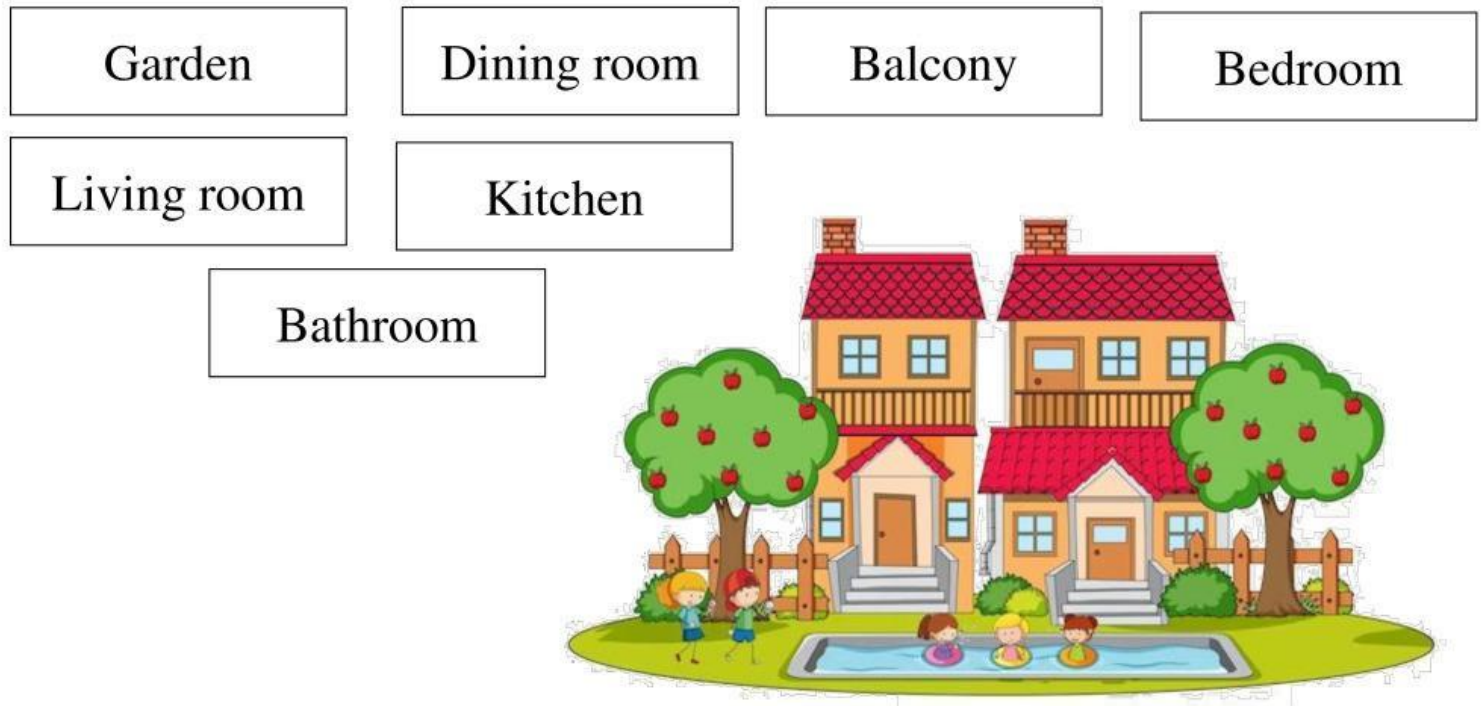 Garden
Dining room
Balcony
Bedroom
Living room
Kitchen
Bathroom